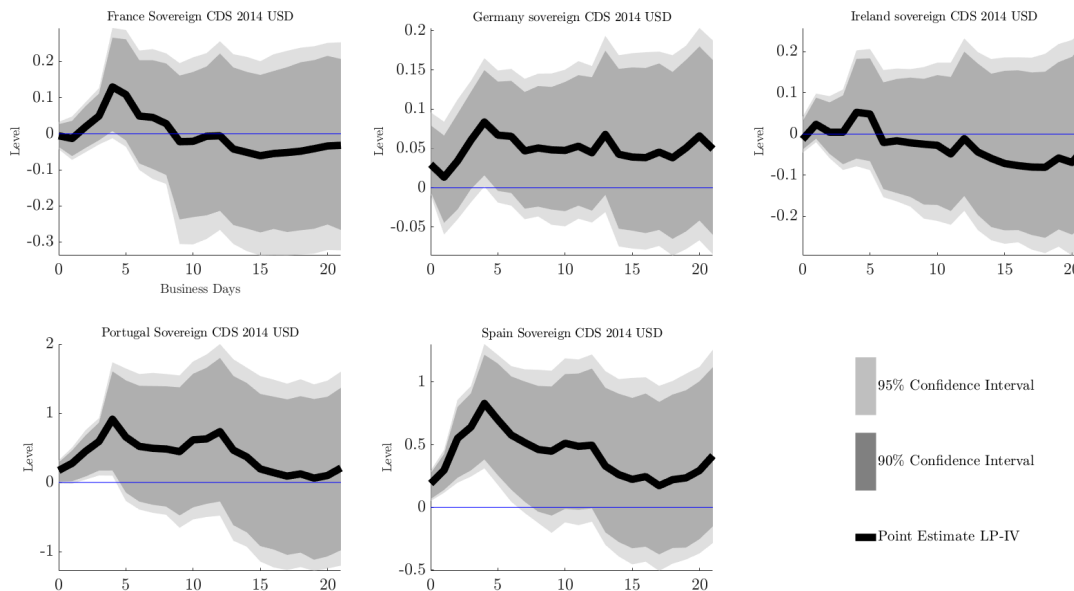 France Sovereign CDS 2014 USD
Level
0.2
0.1
0
-0.1
-0.2
-0.3
0 5 10 15 20
Business Days
Germany sovereign CDS 2014 USD
Level
0.2
0.15
0.1
0.05
0
-0.05
0 5 10 15 20
Ireland sovereign CDS 2014 USD
Level
0.2
0.1
0
-0.1
-0.2
0 5 10 15 20
Portugal Sovereign CDS 2014 USD
Level
2
1
0
-1
0 5 10 15 20
Spain Sovereign CDS 2014 USD
Level
1
0.5
0
-0.5
0 5 10 15 20
95% Confidence Interval
90% Confidence Interval
Point Estimate LP-IV